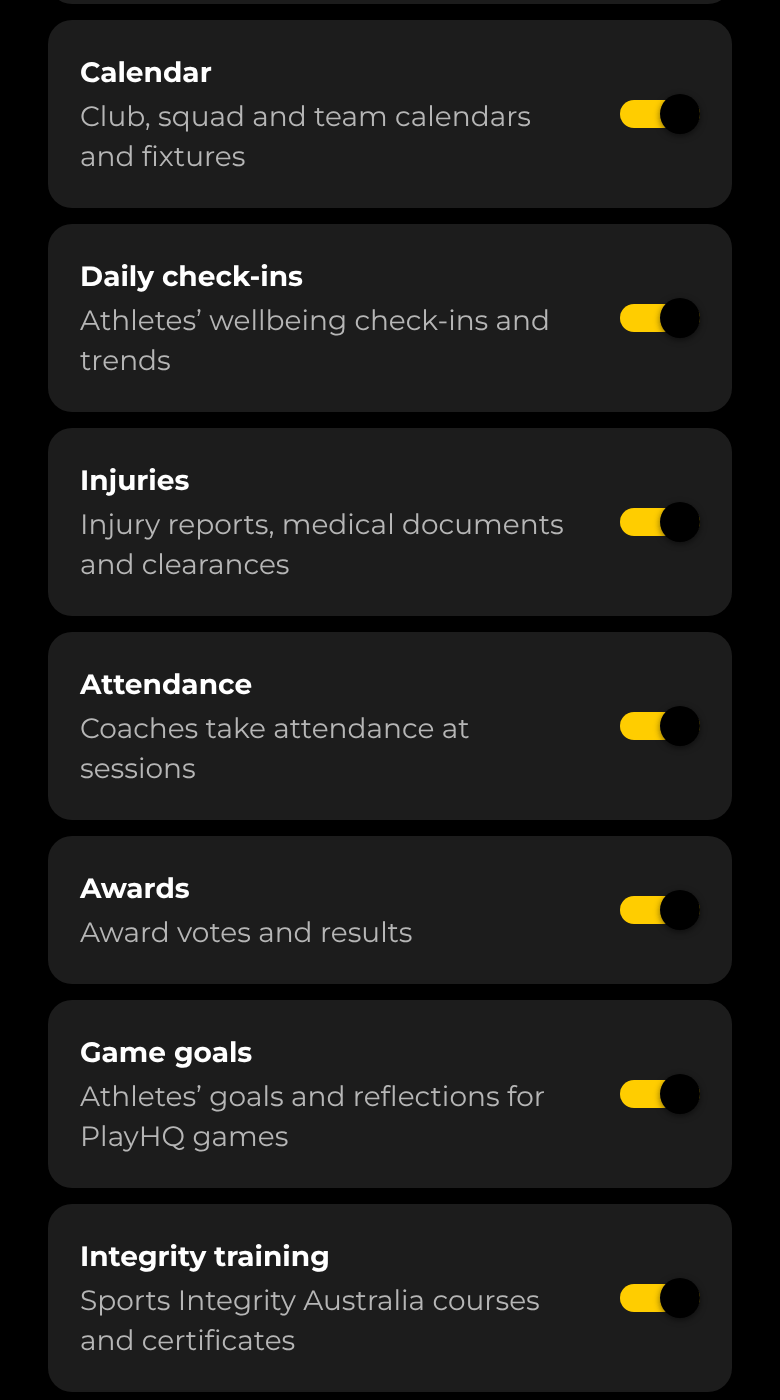 Calendar
Club, squad and team calendars
and fixtures
Daily check-ins
Athletes’ wellbeing check-ins and
trends
Injuries
Injury reports, medical documents
and clearances
Attendance
Coaches take attendance at
sessions
Awards
Award votes and results
Game goals
Athletes’ goals and reflections for
PlayHQ games
Integrity training
Sports Integrity Australia courses
and certificates